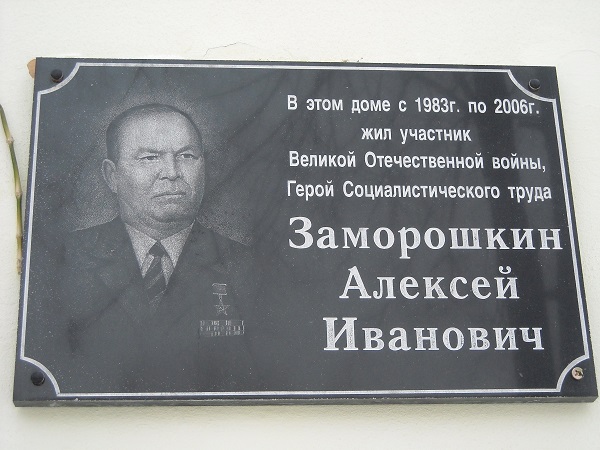 В этом доме с 1983г. по 2006г.
жил участник
Великой Отечественной войны,
Герой Социалистического труда
Заморошкин
Алексей
Иванович